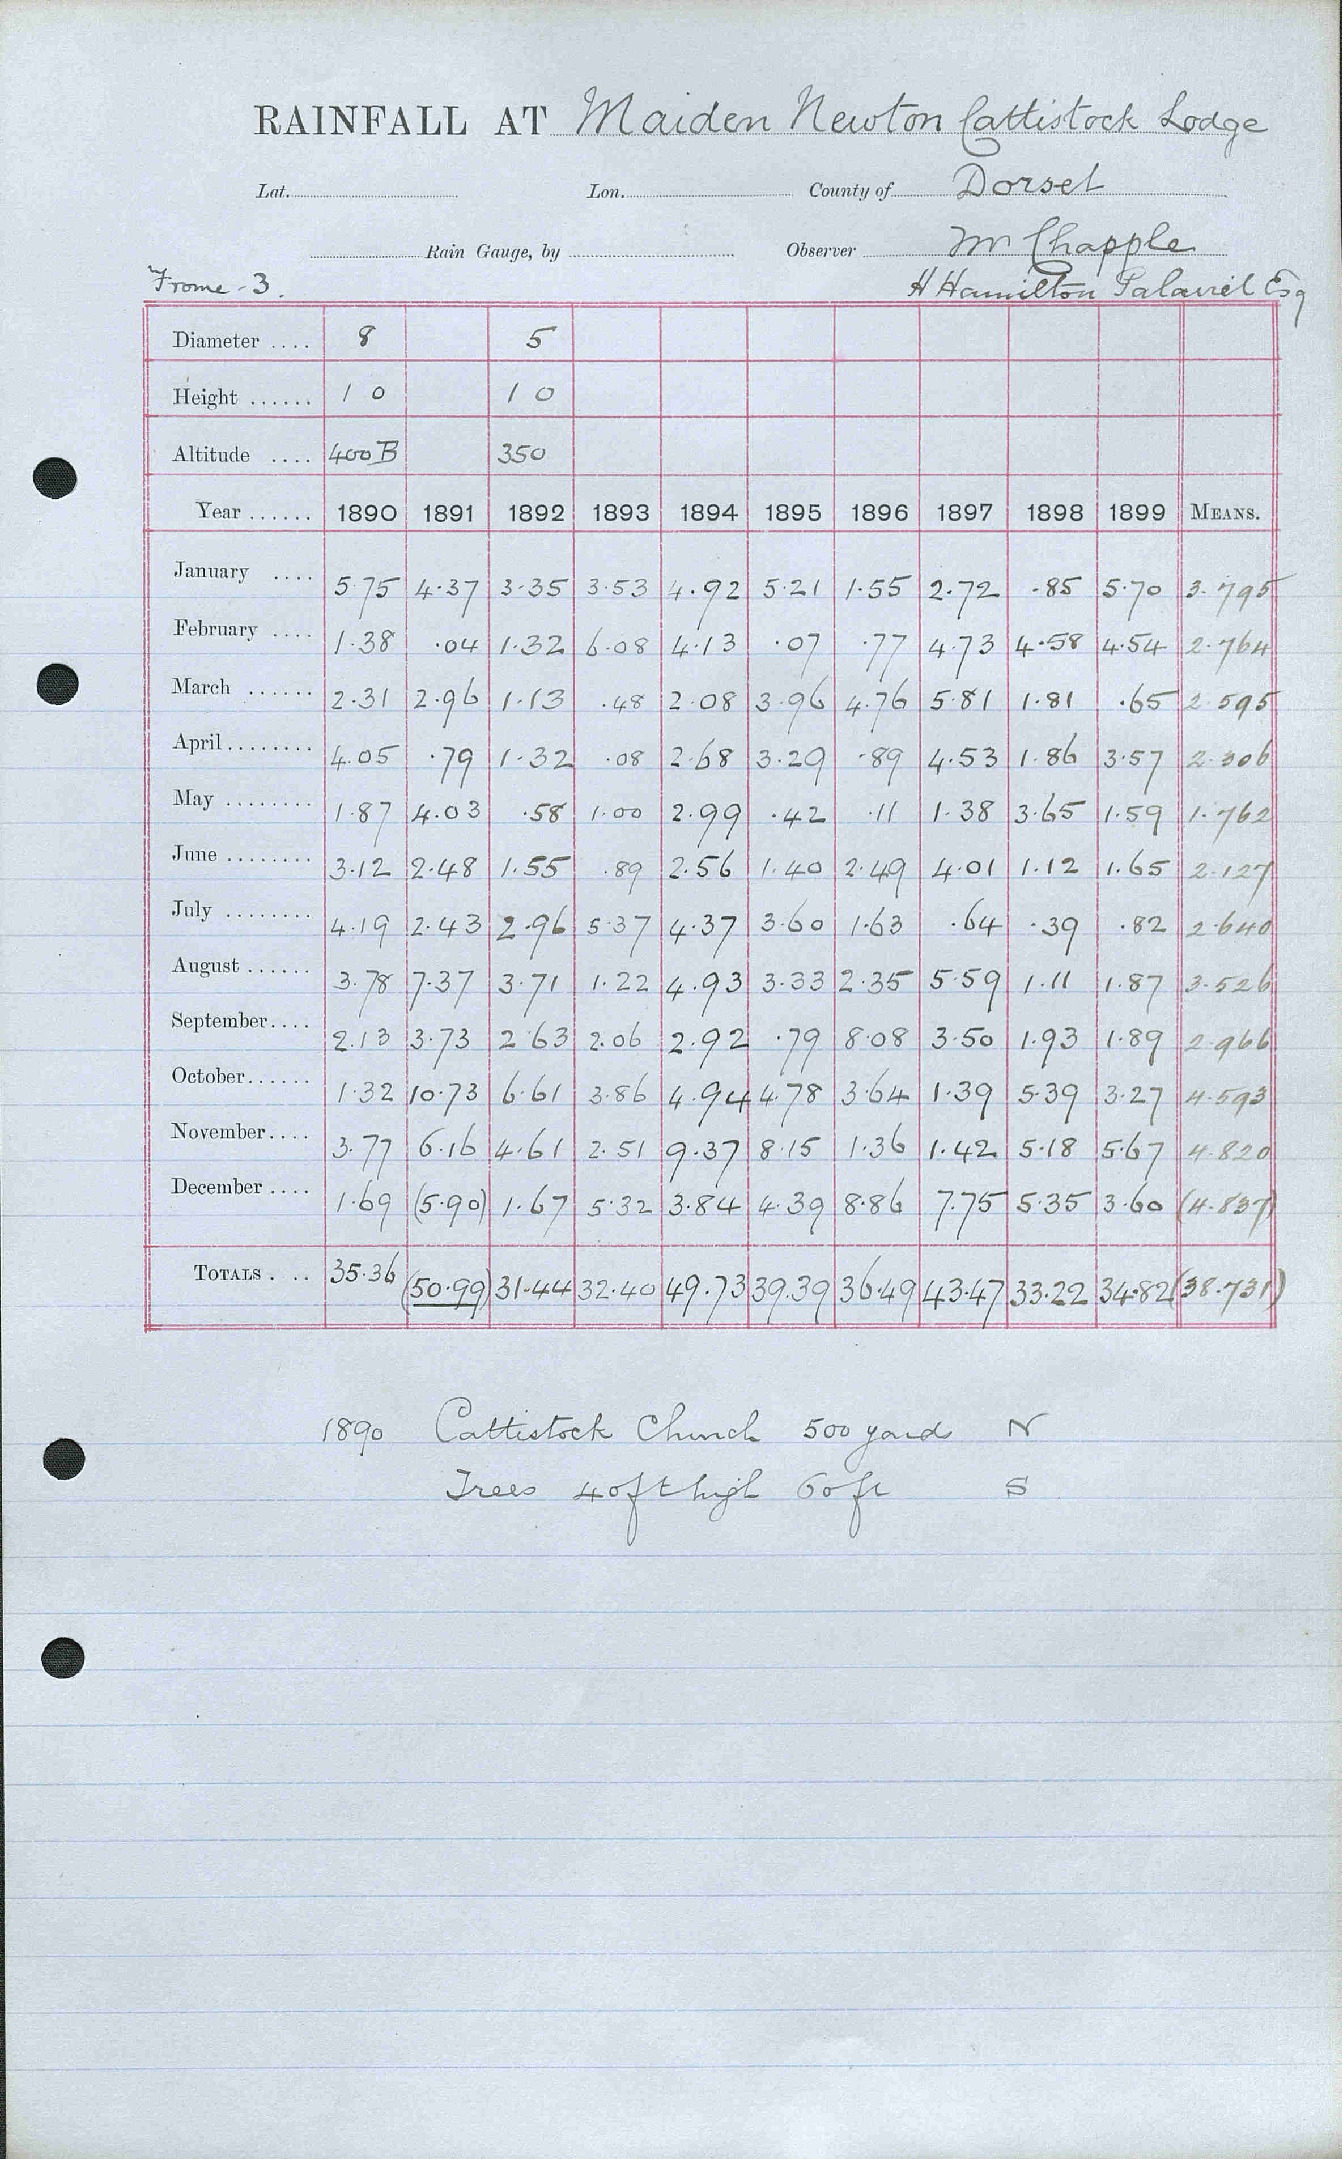 RAINFALL AT Maiden Newton Cattistock Lodge
Lat. Lon. County of Dorset
Rain Gauge, by Observer Mr Chapple
Frome - 3. H Hamilton Esq
Diameter .... 8 5
Height ...... 1 0 1 0
Altitude .... 400 B 350
Year ...... 1890 1891 1892 1893 1894 1895 1896 1897 1898 1899 MEANS.
January .... 5.75 4.37 3.35 3.53 4.92 5.21 1.55 2.72 .85 5.70 3.795
February .... 1.38 .04 1.32 6.08 4.13 .07 .77 4.73 4.58 4.54 2.764
March ...... 2.31 2.96 1.13 .48 2.08 3.96 4.76 5.81 1.81 .65 2.595
April ........ 4.05 .79 1.32 .08 2.68 3.29 .89 4.53 1.86 3.57 2.306
May ........ 1.87 4.03 .58 1.00 2.99 .42 .11 1.38 3.65 1.59 1.762
June ........ 3.12 2.48 1.55 .89 2.56 1.40 2.49 4.01 1.12 1.65 2.127
July ........ 4.19 2.43 2.96 5.37 4.37 3.60 1.63 .64 .39 .82 2.640
August ...... 3.78 7.37 3.71 1.22 4.93 3.33 2.35 5.59 1.11 1.87 3.526
September .... 2.13 3.73 2.63 2.06 2.92 .79 8.08 3.50 1.93 1.89 2.966
October ...... 1.32 10.73 6.61 3.86 4.94 4.78 3.64 1.39 5.39 3.27 4.593
November .... 3.77 6.16 4.61 2.51 9.37 8.15 1.36 1.42 5.18 5.67 4.820
December .... 1.69 (5.90) 1.67 5.32 3.84 4.39 8.86 7.75 5.35 3.60 (4.837)
TOTALS . .. 35.36 (50.99) 31.44 32.40 49.73 39.39 36.49 43.47 33.22 34.82 (38.731)
1890 Cattistock Church 500 yard N
Trees 40 ft high 60 ft S